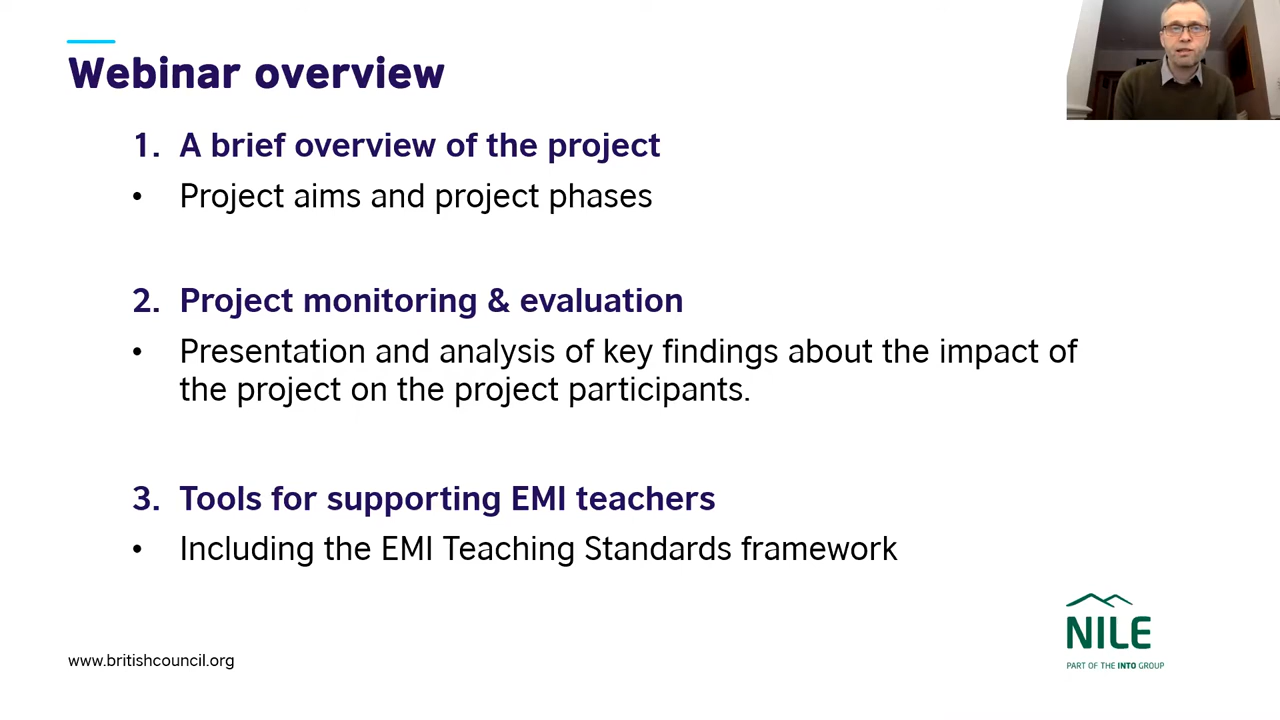 Webinar overview
1. A brief overview of the project
• Project aims and project phases
2. Project monitoring & evaluation
• Presentation and analysis of key findings about the impact of
the project on the project participants.
3. Tools for supporting EMI teachers
• Including the EMI Teaching Standards framework
www.britishcouncil.org
NILE
PART OF THE INTO GROUP